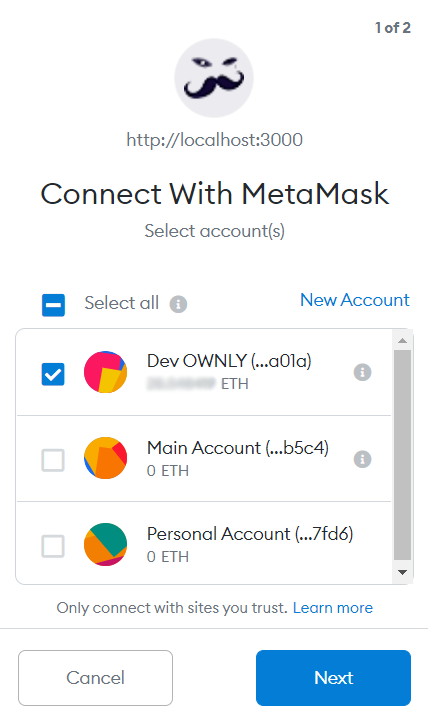 1 of 2
http://localhost:3000
Connect With MetaMask
Select account(s)
Select all
New Account
Dev OWNLY (...a01a)
ETH
Main Account (...b5c4)
0 ETH
Personal Account (...7fd6)
0 ETH
Only connect with sites you trust. Learn more
Cancel
Next